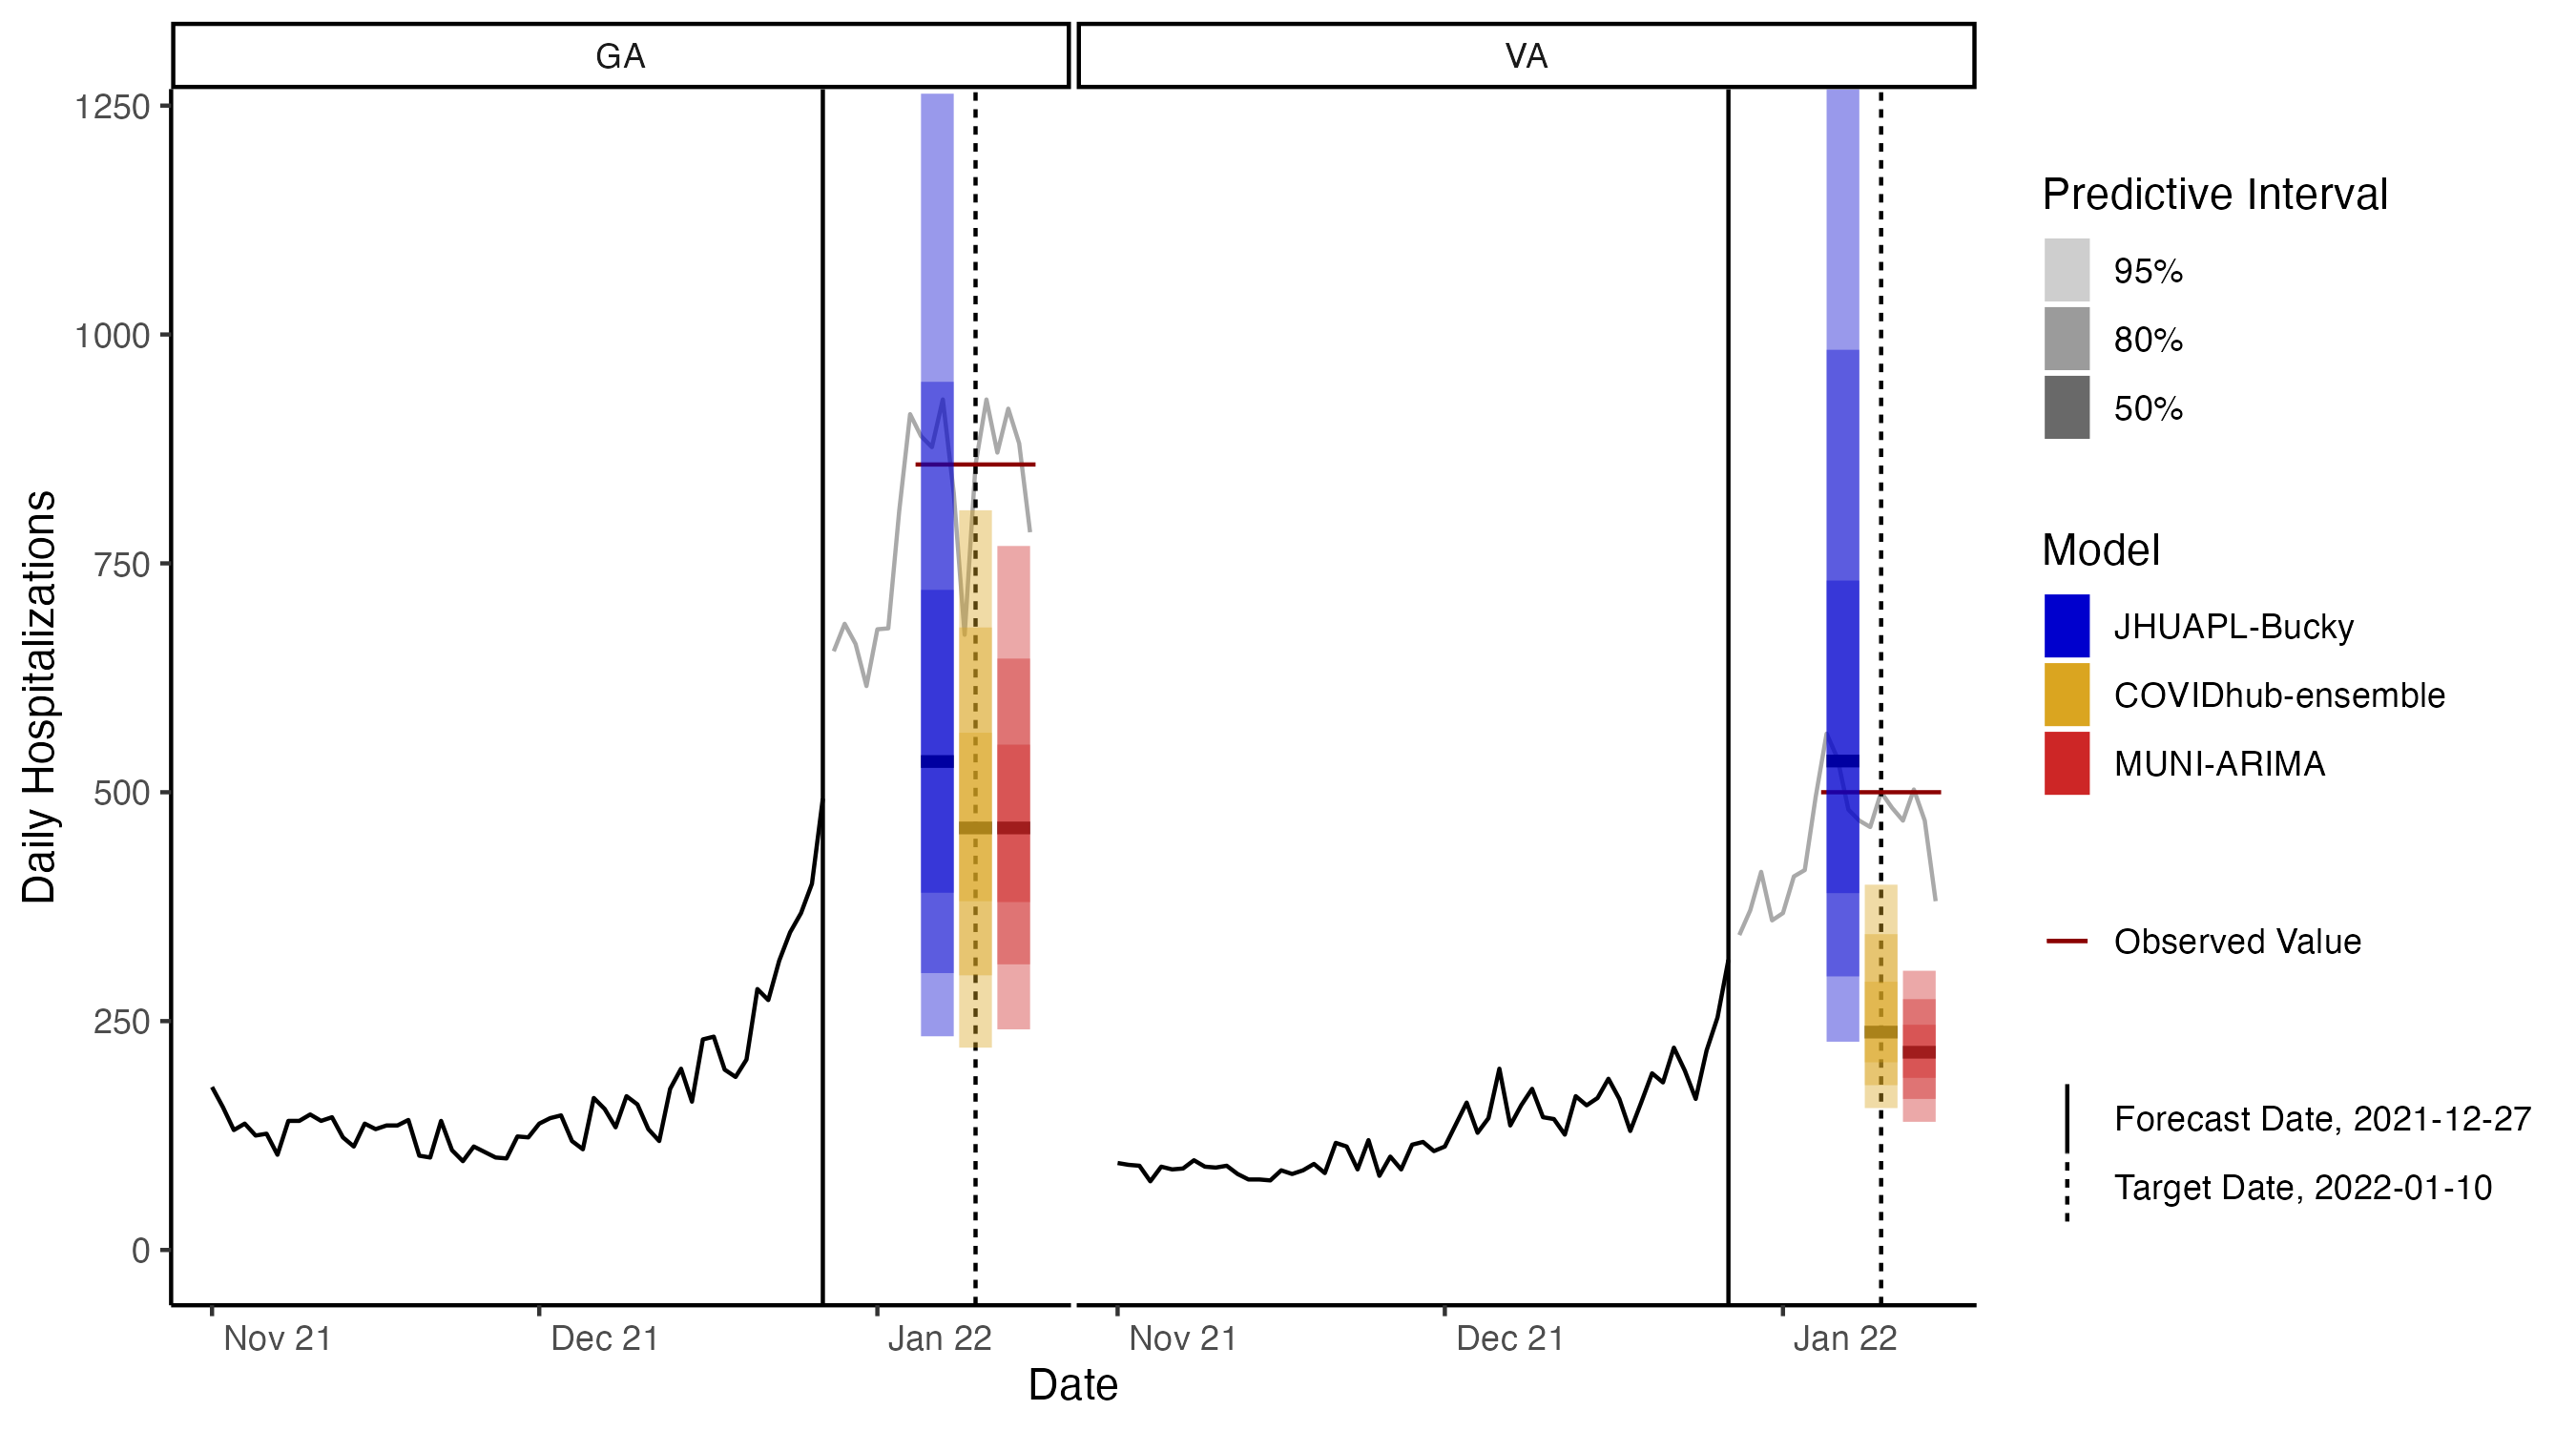 GA
VA
1250
1000
750
500
250
0
Daily Hospitalizations
Nov 21
Dec 21
Jan 22
Nov 21
Dec 21
Jan 22
Date
Predictive Interval
95%
80%
50%
Model
JHUAPL-Bucky
COVIDhub-ensemble
MUNI-ARIMA
Observed Value
Forecast Date, 2021-12-27
Target Date, 2022-01-10